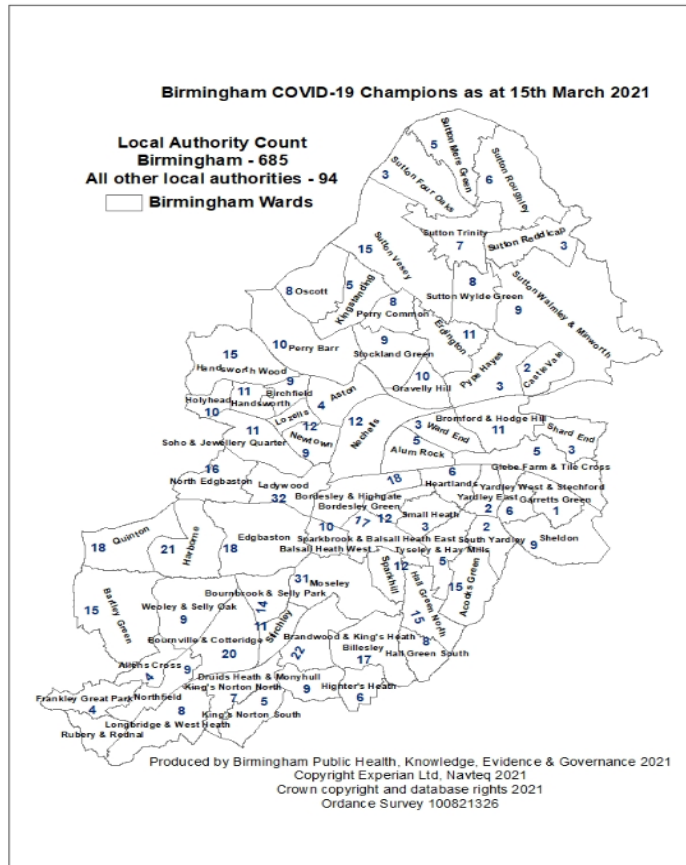 Birmingham COVID-19 Champions as at 15th March 2021
Local Authority Count
Birmingham - 685
All other local authorities - 94
Birmingham Wards
5
Sutton Mere Green
3
Sutton Four Oaks
6
Sutton Roughley
Sutton Trinity
7
Sutton Reddicap
3
15
Sutton Vesey
8
Sutton Wylde Green
9
Sutton Walmley & Minworth
8 Oscott
5
Kingstanding
8
Perry Common
11
Erdington
10 Perry Barr
9
Stockland Green
15
Handsworth Wood
10
Gravelly Hill
Pype Hayes
3
2
Castle Vale
9
Birchfield
11
Handsworth
Holyhead
10
4
Aston
Lozells
12
Newtown
9
12
Nechells
3 Ward End
5
Alum Rock
Bromford & Hodge Hill
11
Shard End
3
11
Soho & Jewellery Quarter
5
Glebe Farm & Tile Cross
16
North Edgbaston
Ladywood
32
18
Bordesley & Highgate
6
Heartlands
Yardley West & Stechford
Yardley East
2
6
Garretts Green
1
Bordesley Green
10
17
12
Small Heath
3
2
South Yardley
9
Sheldon
18
Quinton
21
Harborne
Edgbaston
18
Sparkbrook & Balsall Heath East
Balsall Heath West
Tyseley & Hay Mills
5
12
Sparkhill
Hall Green North
15
15
Acocks Green
31
Moseley
15
Bartley Green
Weoley & Selly Oak
9
Bournbrook & Selly Park
14
11
Stirchley
Bournville & Cotteridge
20
Brandwood & King's Heath
22
Billesley
17
8
Hall Green South
Allens Cross
4
9
Druids Heath & Monyhull
9
Highter's Heath
6
Frankley Great Park
4
Northfield
King's Norton North
7
5
King's Norton South
8
Longbridge & West Heath
Rubery & Rednal
Produced by Birmingham Public Health, Knowledge, Evidence & Governance 2021
Copyright Experian Ltd, Navteq 2021
Crown copyright and database rights 2021
Ordance Survey 100821326